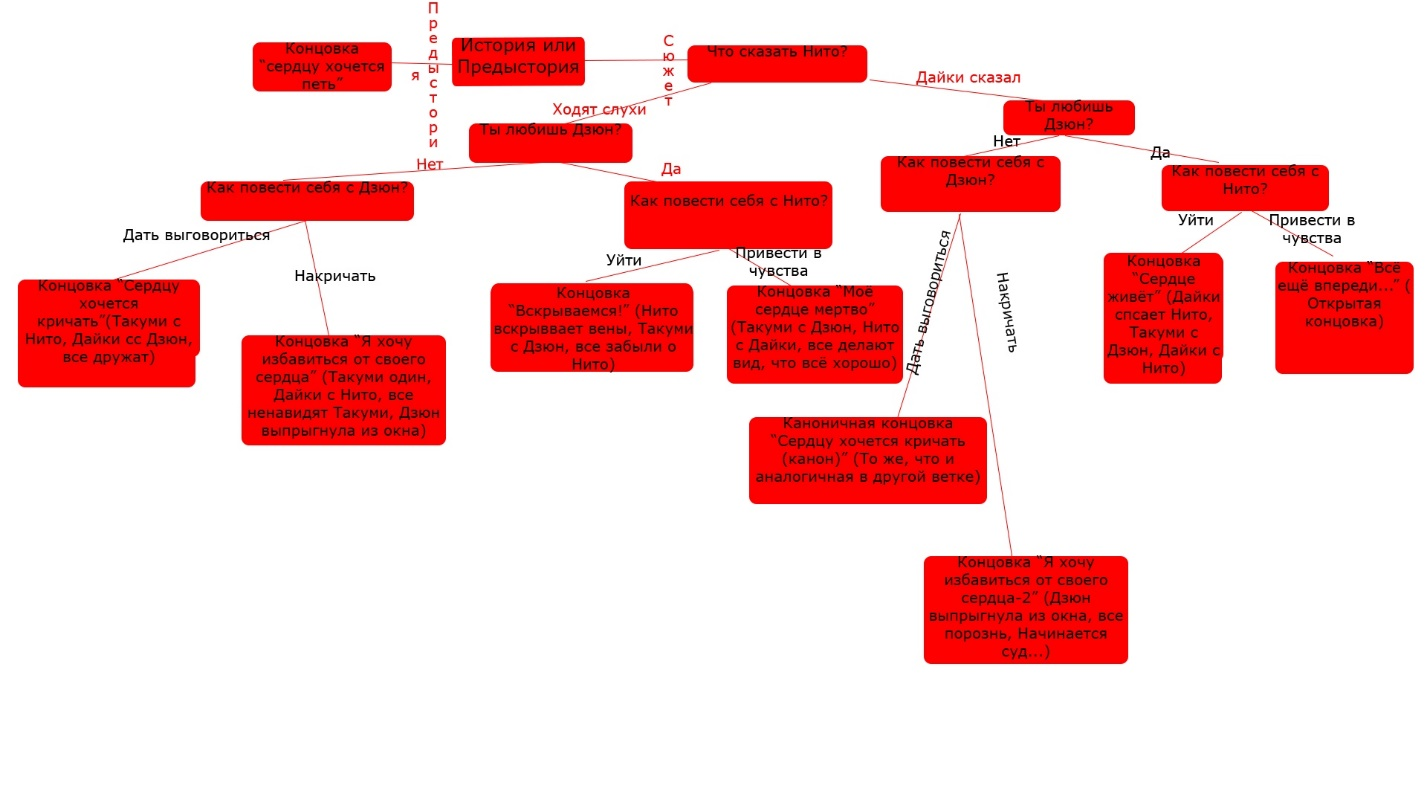 Предыстория
Концовка
“сердцу хочется
петь”
История или
Предыстория
Сюжет
Что сказать Нито?
Дайки сказал
Ходят слухи
Ты любишь Дзюн?
Ты любишь
Дзюн?
Нет
Да
Нет
Да
Как повести себя с Дзюн?
Как повести себя с Нито?
Как повести себя с
Дзюн?
Как повести себя с
Нито?
Дать выговориться
Накричать
Уйти
Привести в
чувства
Дать выговориться
Накричать
Уйти
Привести в
чувства
Концовка “Сердцу
хочется
кричать”(Такуми с
Нито, Дайки сс Дзюн,
все дружат)
Концовка “Я хочу
избавиться от своего
сердца” (Такуми один,
Дайки с Нито, все
ненавидят Такуми, Дзюн
выпрыгнула из окна)
Концовка
“Вскрываемся!” (Нито
вскрыввает вены, Такуми
с Дзюн, все забыли о
Нито)
Концовка “Моё
сердце мертво”
(Такуми с Дзюн, Нито
с Дайки, все делают
вид, что всё хорошо)
Концовка
“Сердце
живёт” (Дайки
спсает Нито,
Такуми с
Дзюн, Дайки с
Нито)
Концовка “Всё
ещё впереди...” (
Открытая
концовка)
Каноничная концовка
“Сердцу хочется кричать
(канон)” (То же, что и
аналогичная в другой ветке)
Концовка “Я хочу
избавиться от своего
сердца-2” (Дзюн
выпрыгнула из окна, все
порознь, Начинается
суд...)